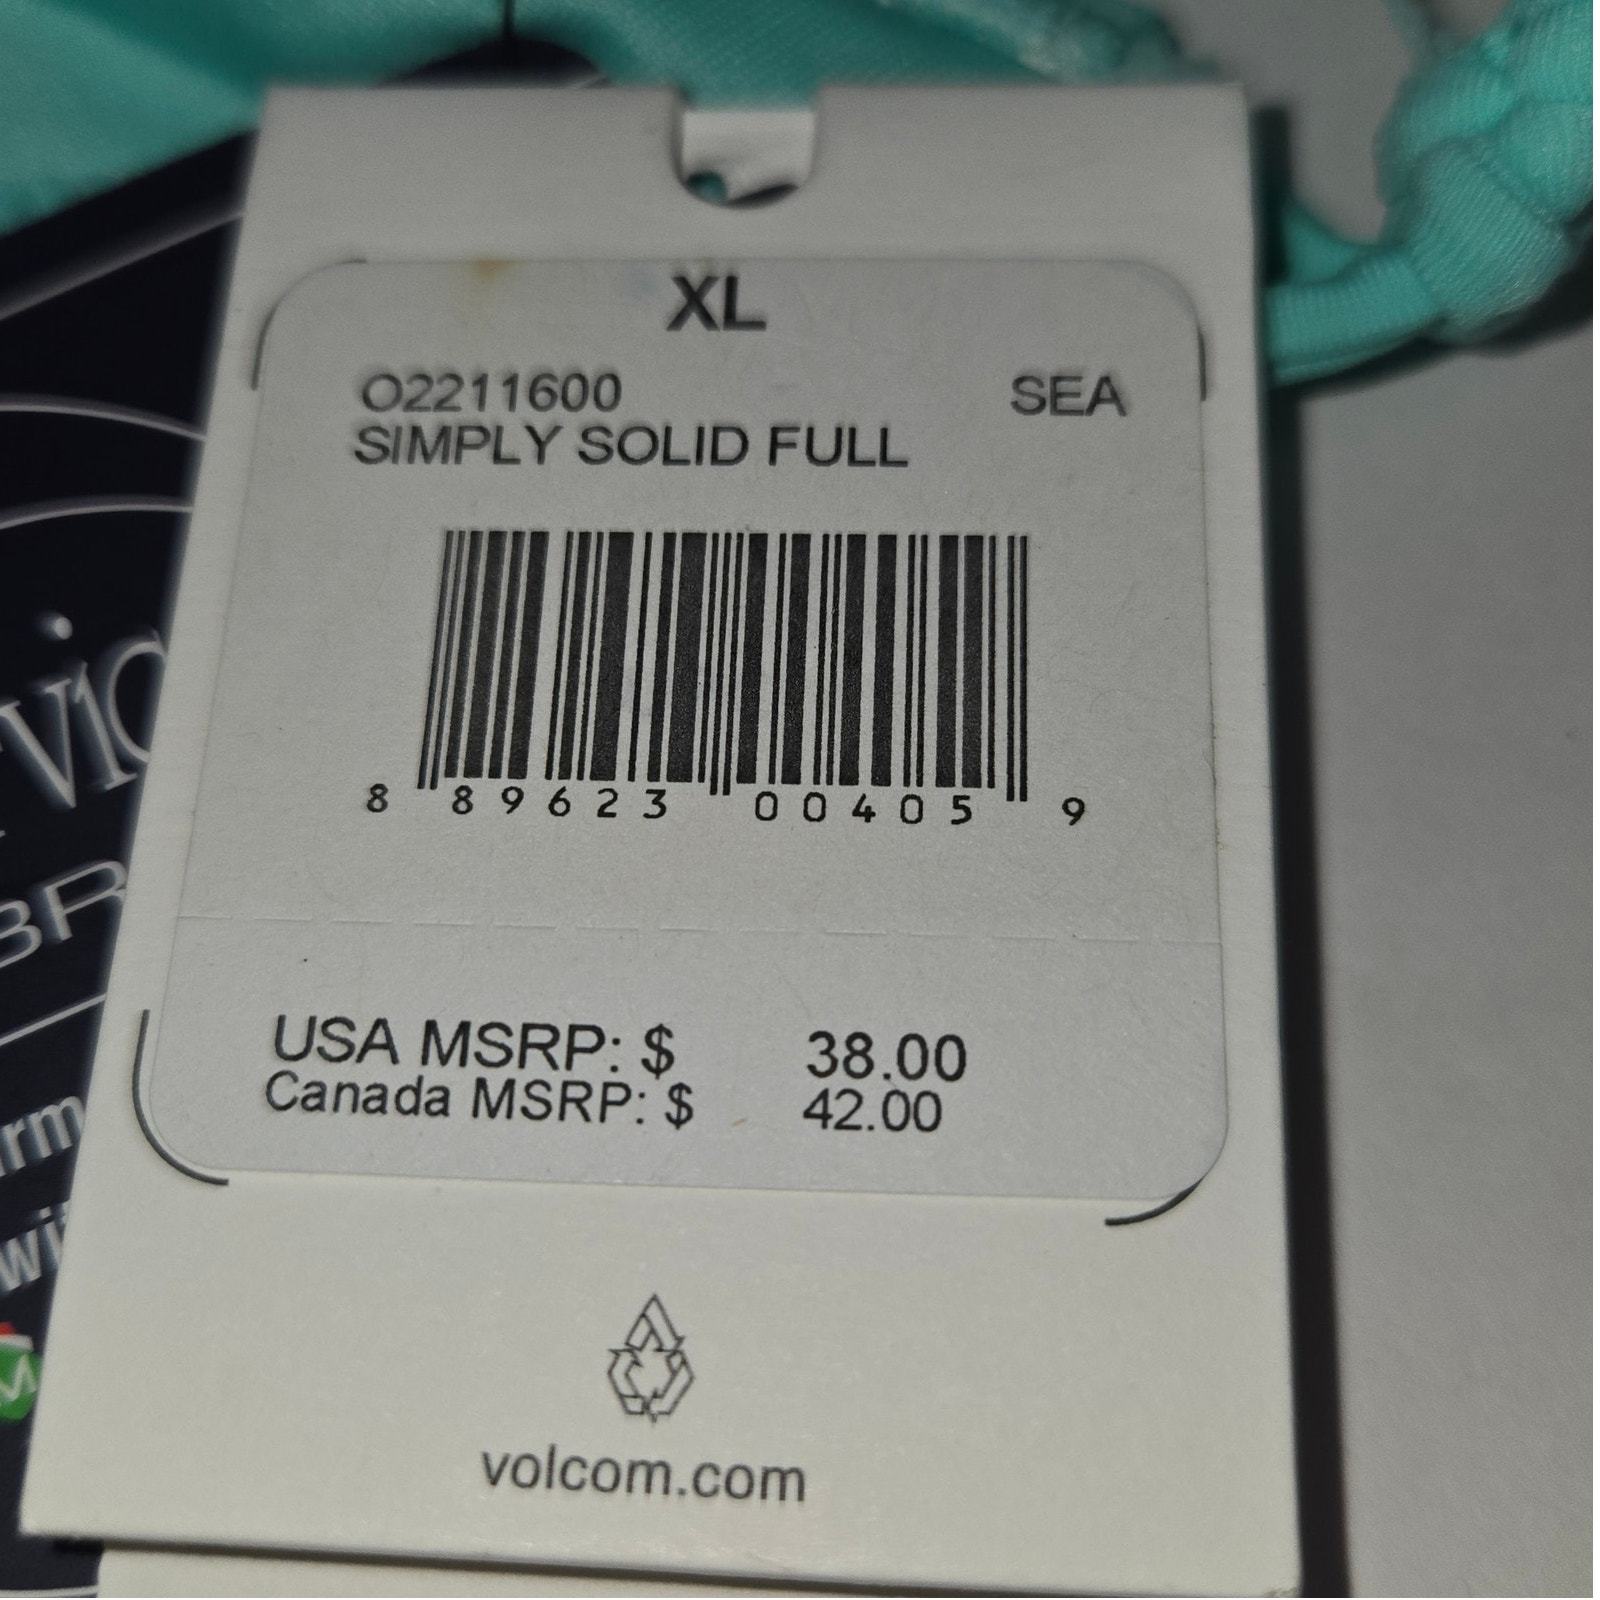 XL
O2211600 SEA
SIMPLY SOLID FULL
8 89623 00405 9
USA MSRP: $ 38.00
Canada MSRP: $ 42.00
volcom.com